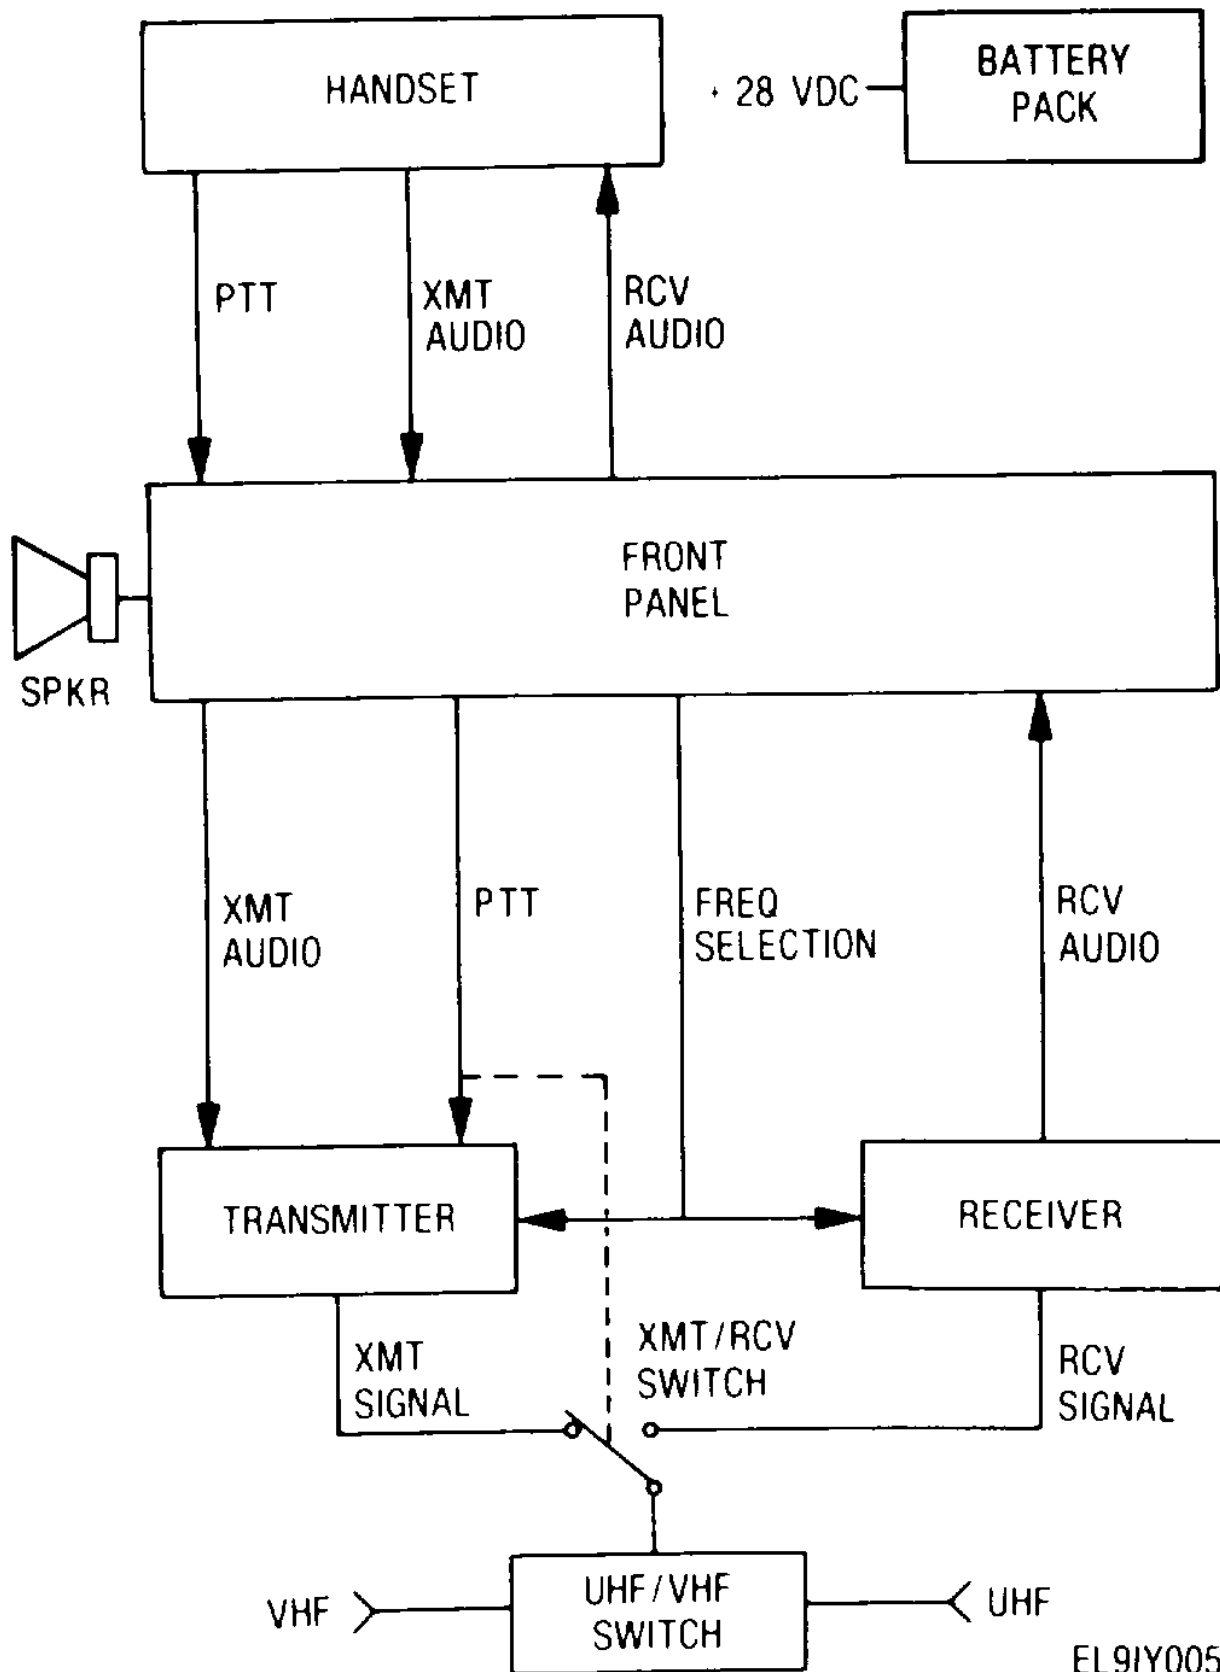 HANDSET
+ 28 VDC
BATTERY
PACK
PTT
XMT
AUDIO
RCV
AUDIO
FRONT
PANEL
SPKR
XMT
AUDIO
PTT
FREQ
SELECTION
RCV
AUDIO
TRANSMITTER
RECEIVER
XMT
SIGNAL
XMT/RCV
SWITCH
RCV
SIGNAL
VHF
UHF/VHF
SWITCH
UHF
EL9IY005